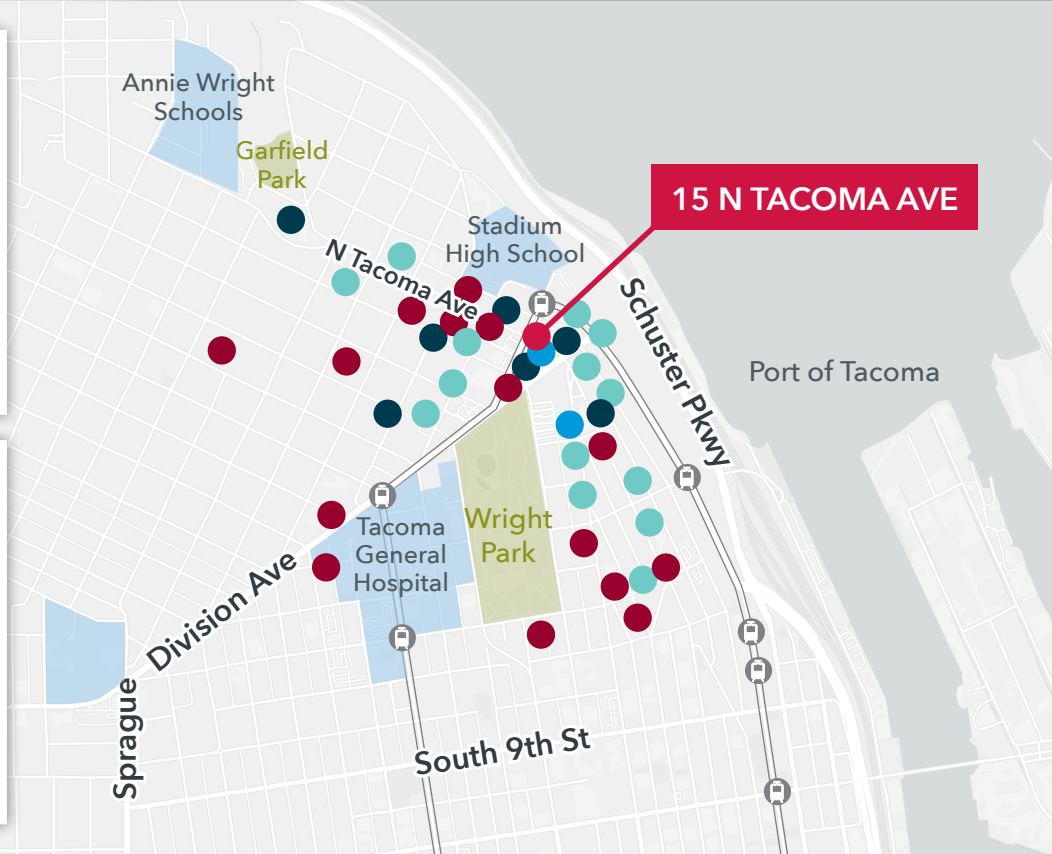 Annie Wright
Schools
Garfield
Park
Stadium
High School
15 N TACOMA AVE
N Tacoma Ave
Schuster Pkwy
Port of Tacoma
Wright
Park
Tacoma
General
Hospital
Division Ave
Sprague
South 9th St